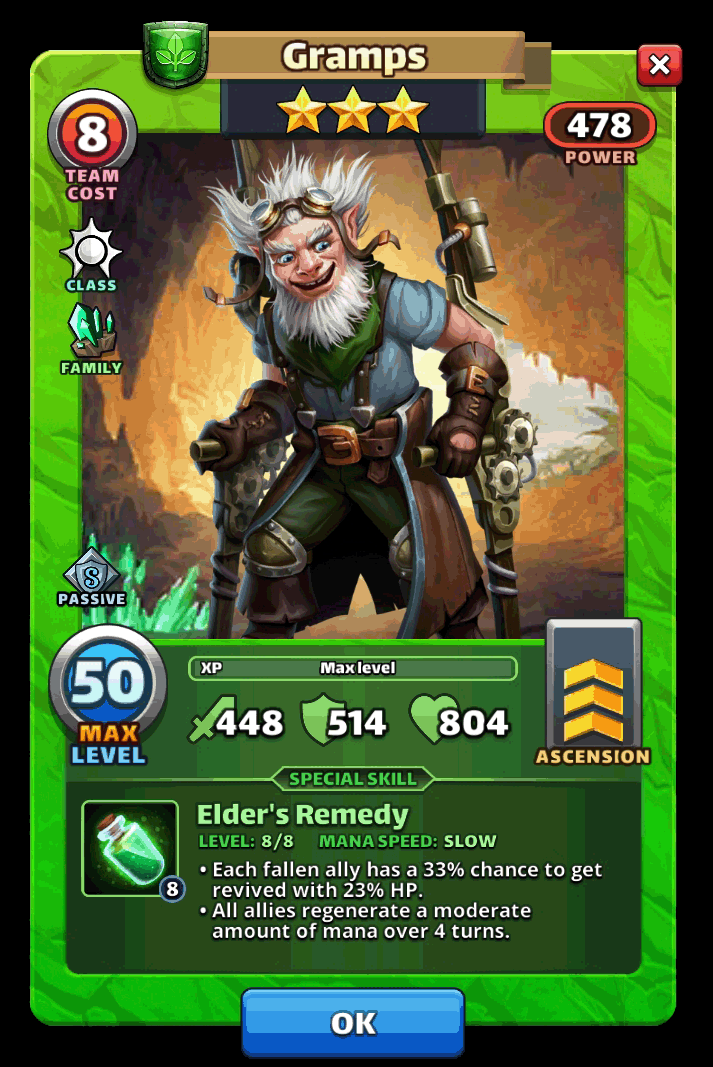 Gramps
8
TEAM
COST
478
POWER
CLASS
FAMILY
PASSIVE
S
50
MAX
LEVEL
XP
Max level
448
514
804
ASCENSION
SPECIAL SKILL
Elder's Remedy
LEVEL: 8/8 MANA SPEED: SLOW
8
• Each fallen ally has a 33% chance to get
revived with 23% HP.
• All allies regenerate a moderate
amount of mana over 4 turns.
OK